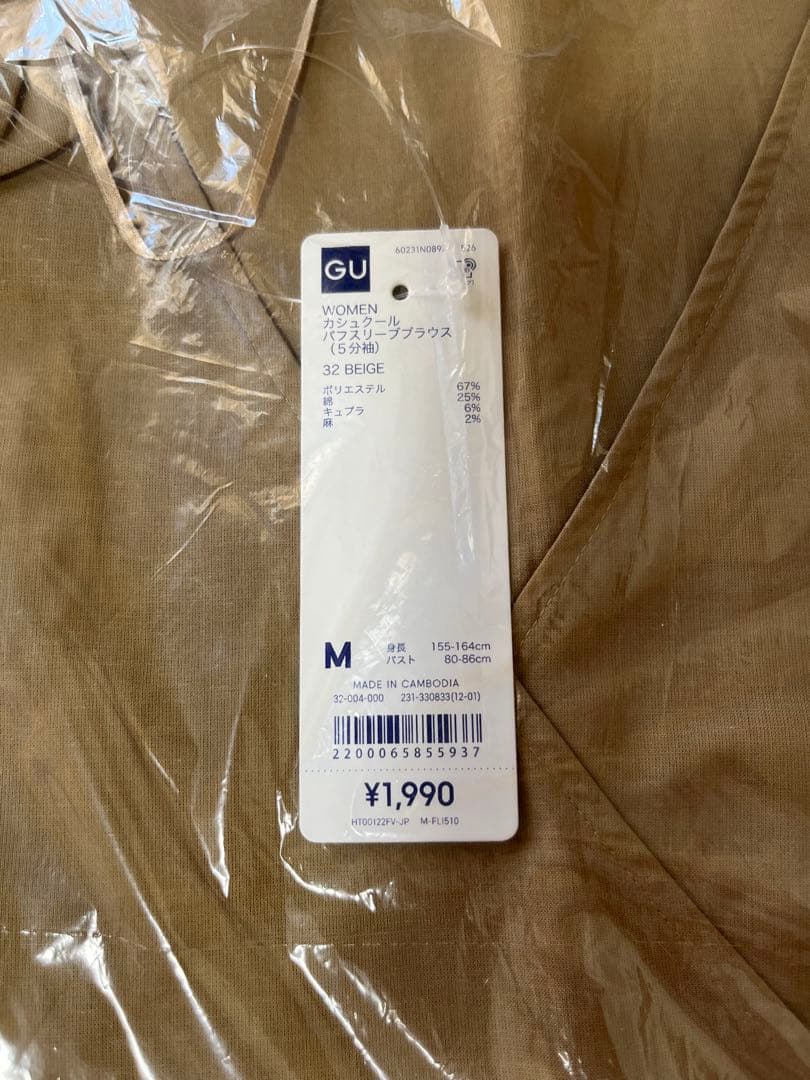 GU
WOMEN
カシュクール
パフスリーブブラウス
（5分袖）
32 BEIGE
ポリエステル 67%
綿 25%
キュプラ 6%
麻 2%
M 身長 155-164cm
バスト 80-86cm
MADE IN CAMBODIA
32-004-000 231-330833(12-01)
2200065855937
¥1,990
HT00122FV-JP M-FLI510